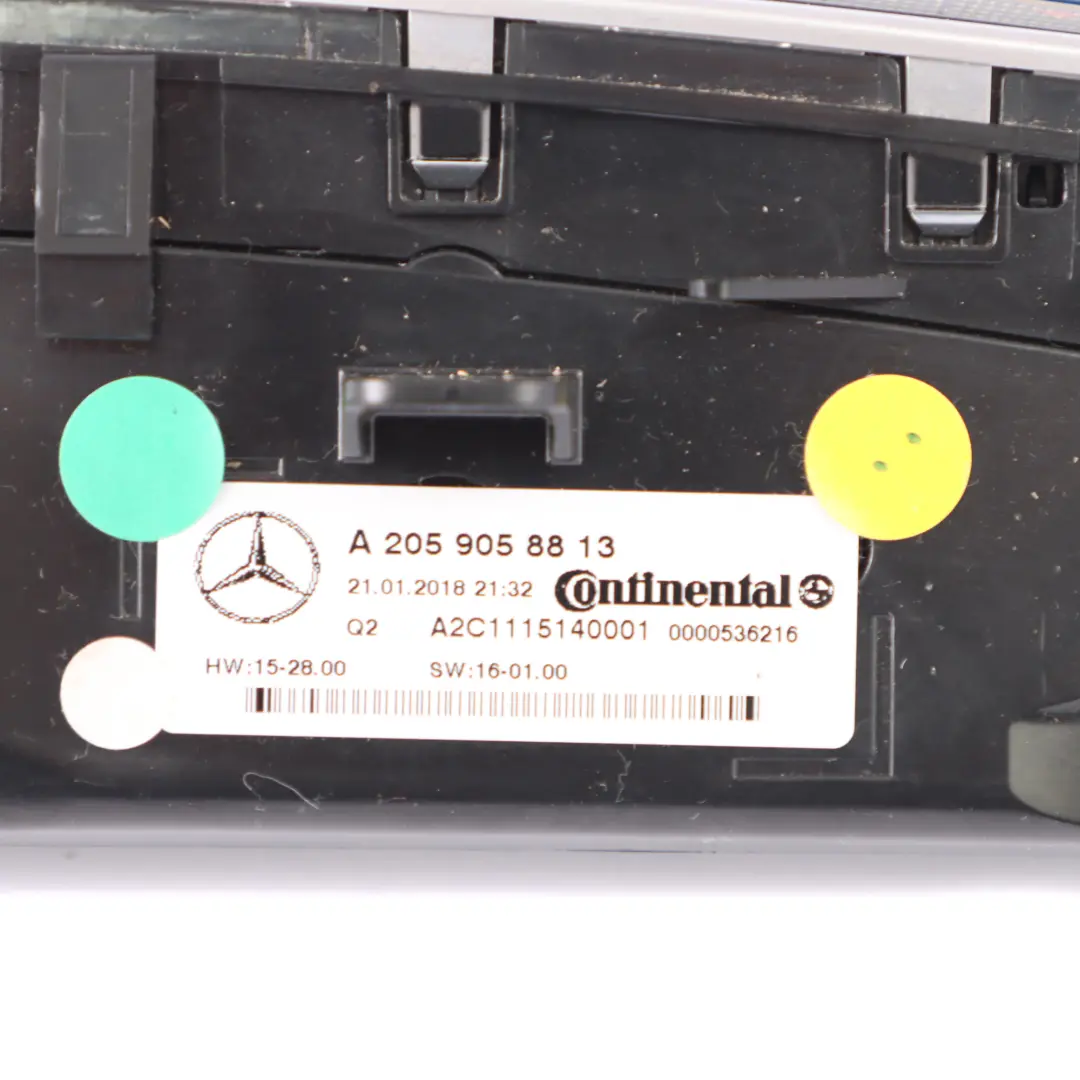 A 205 905 88 13
21.01.2018 21:32 Continental
Q2 A2C1115140001 0000536216
HW:15-28.00 SW:16-01.00